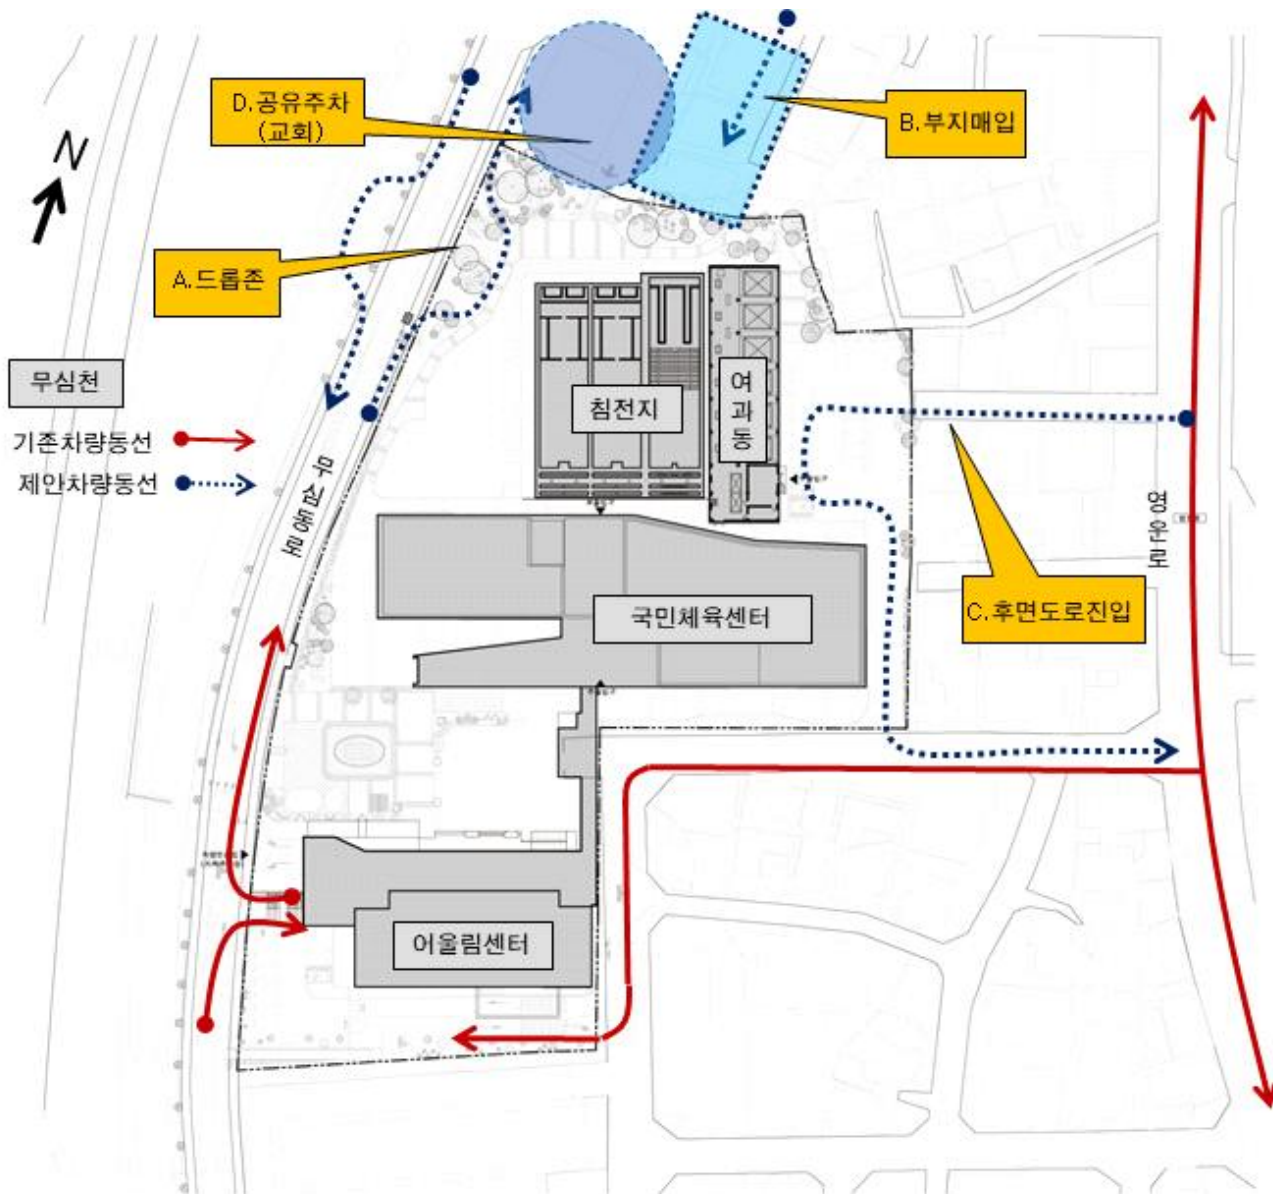 D.공유주차
(교회)
B.부지매입
N
A.드롭존
무심천
기존차량동선
제안차량동선
침전지
여과동
무심동로
영운로
국민체육센터
C.후면도로진입
어울림센터